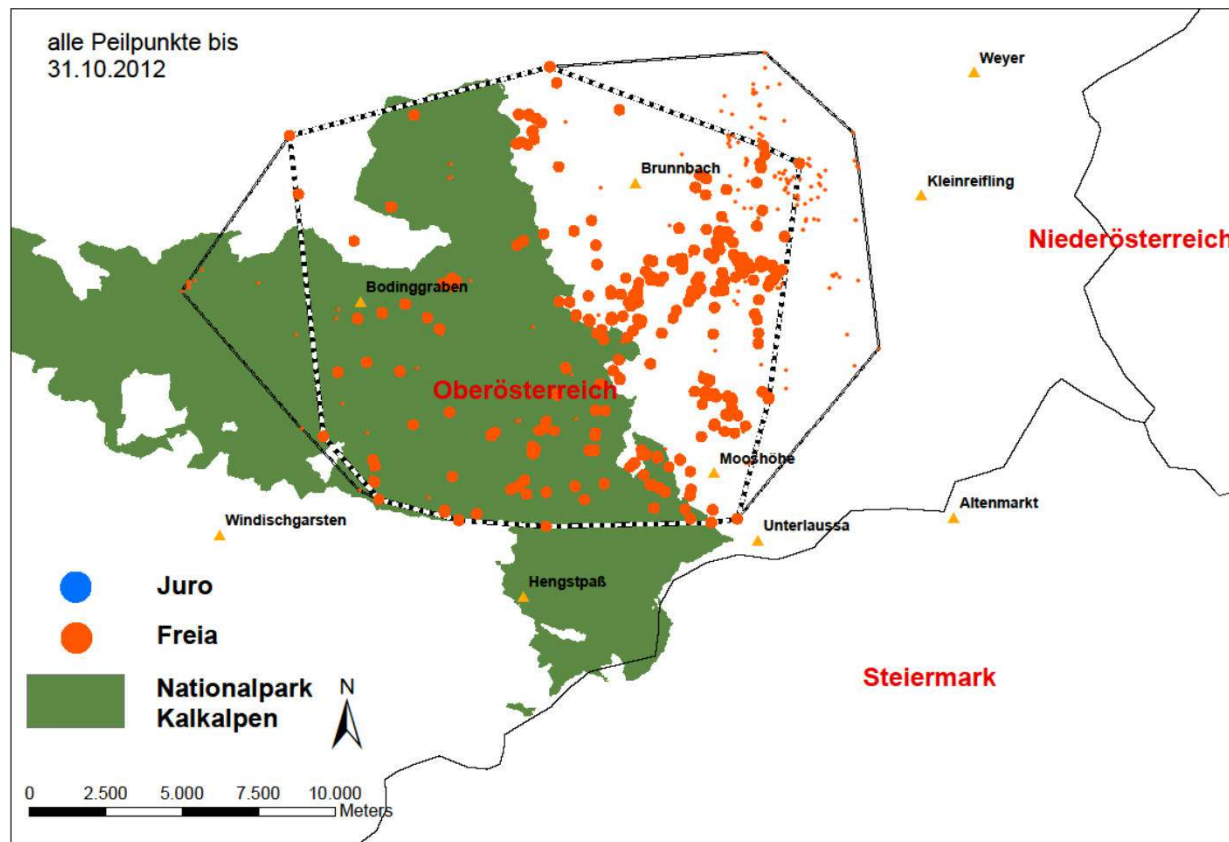 alle Peilpunkte bis
31.10.2012
Weyer
Brunnbach
Kleinreifling
Niederösterreich
Bodinggraben
Oberösterreich
Mooshöhe
Altenmarkt
Windischgarsten
Unterlaussa
Hengstpaß
Juro
Freia
Steiermark
Nationalpark
Kalkalpen
N
0 2.500 5.000 7.500 10.000
Meters